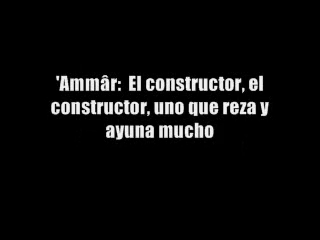 'Ammâr:  El constructor, el
constructor, uno que reza y
ayuna mucho